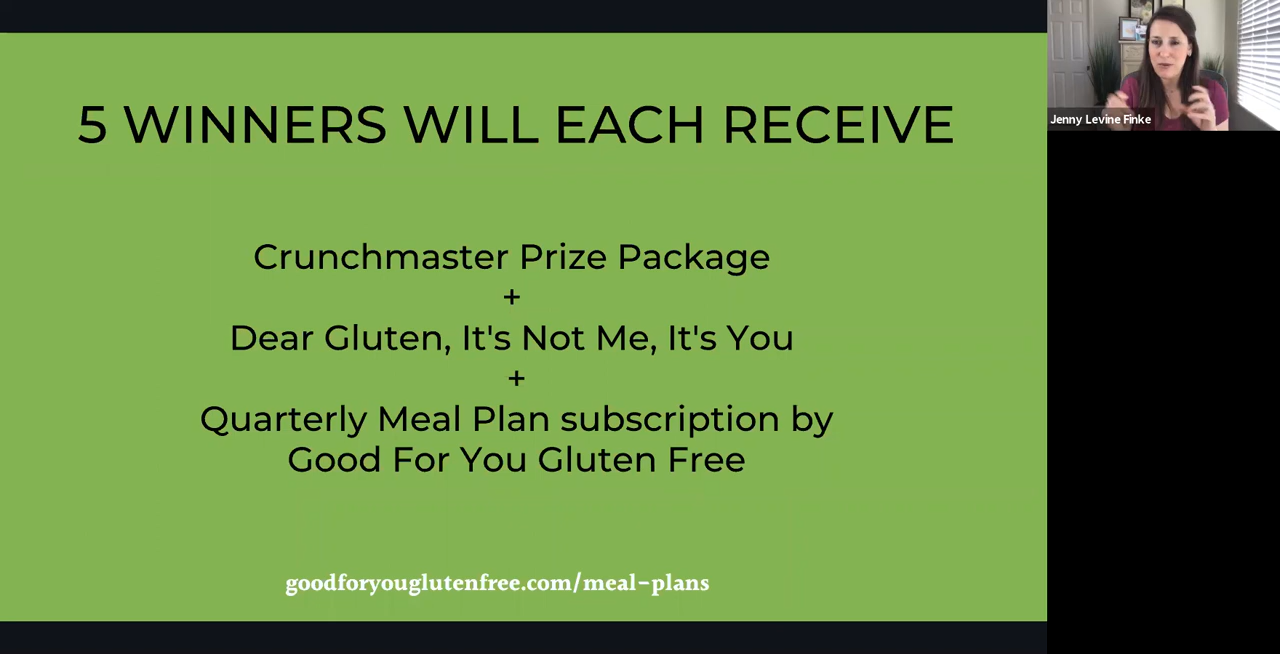 5 WINNERS WILL EACH RECEIVE
Crunchmaster Prize Package
+
Dear Gluten, It's Not Me, It's You
+
Quarterly Meal Plan subscription by
Good For You Gluten Free
goodforyouglutenfree.com/meal-plans
Jenny Levine Finke